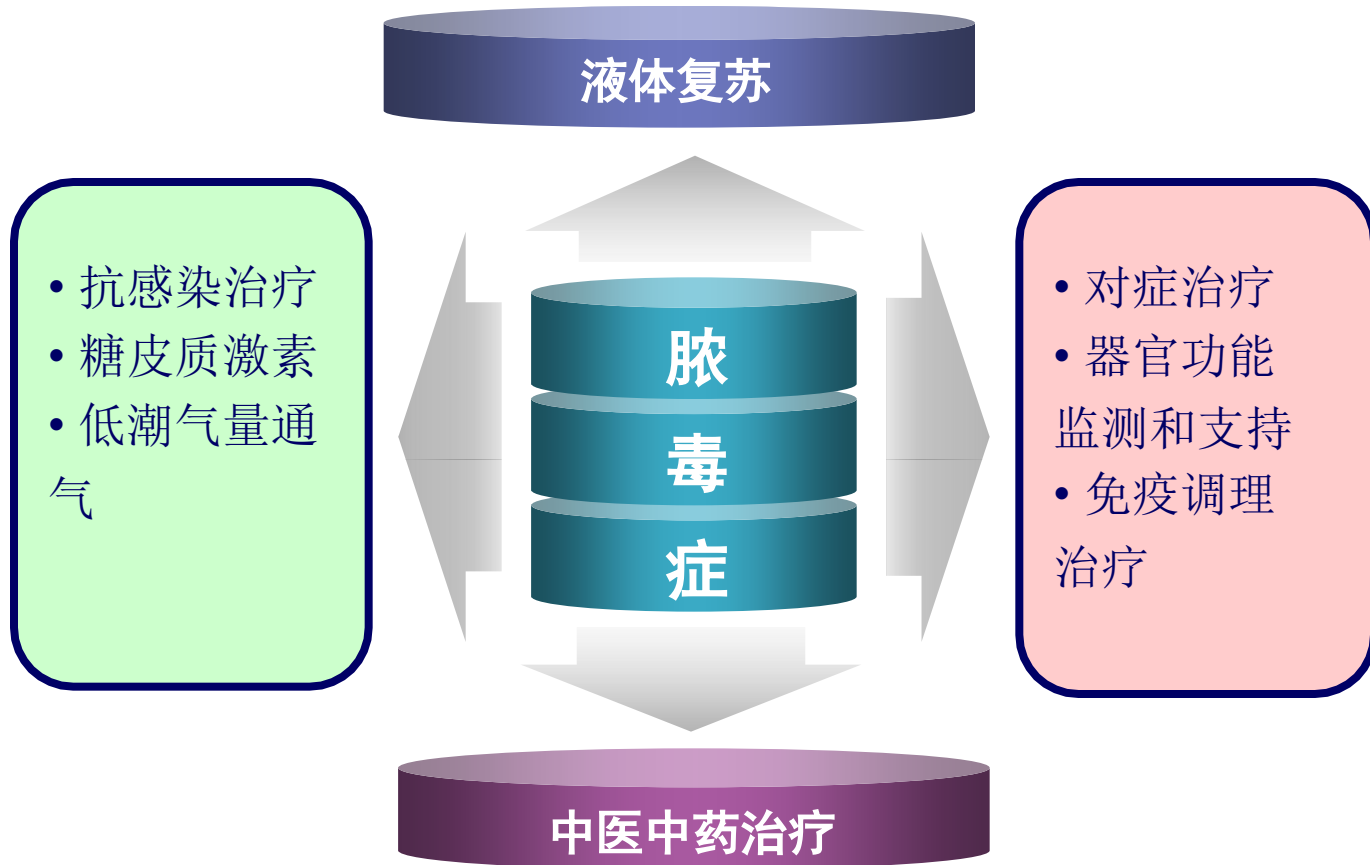 液体复苏
• 抗感染治疗
• 糖皮质激素
• 低潮气量通
气
脓
毒
症
• 对症治疗
• 器官功能
监测和支持
• 免疫调理
治疗
中医中药治疗